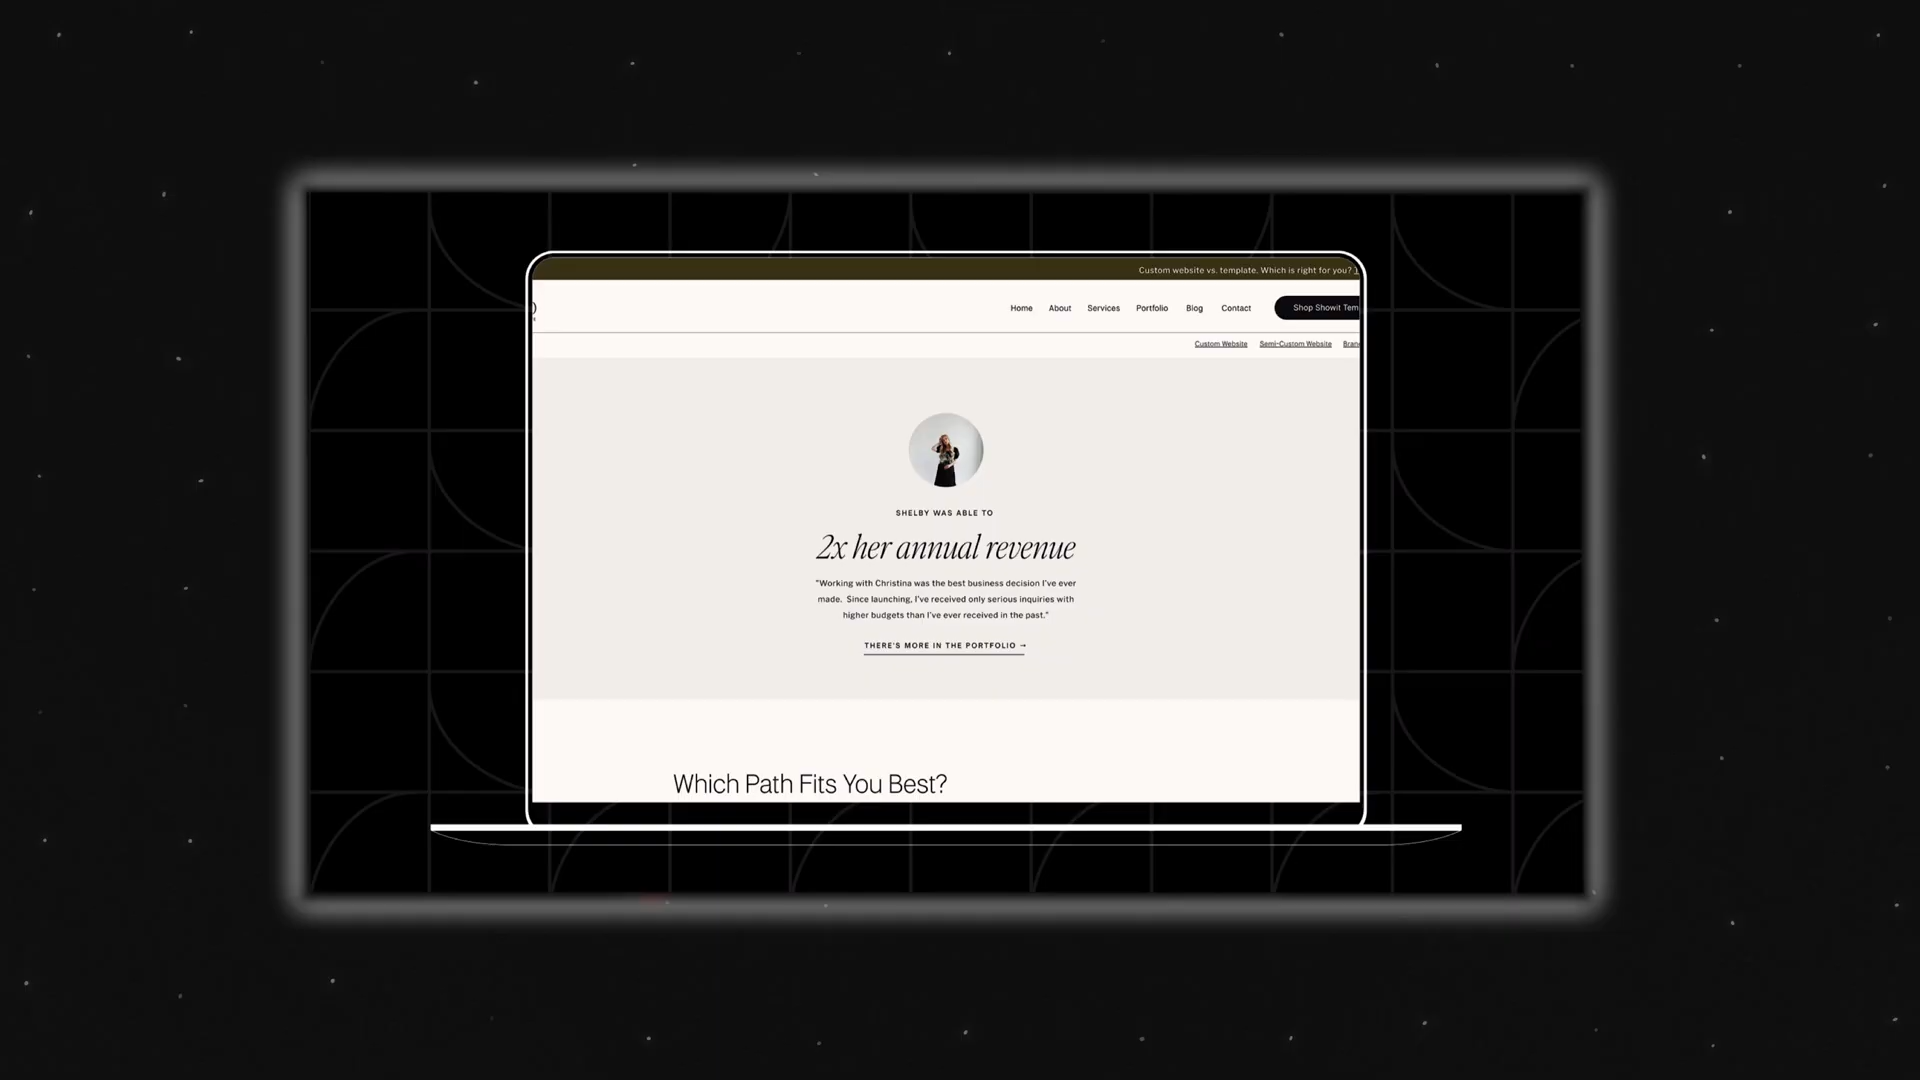 Custom website vs. template. Which is right for you?
Home About Services Portfolio Blog Contact Shop Showit Tem
Custom Website Semi-Custom Website Bran
SHELBY WAS ABLE TO
2x her annual revenue
"Working with Christina was the best business decision I've ever
made. Since launching, I've received only serious inquiries with
higher budgets than I've ever received in the past."
THERE'S MORE IN THE PORTFOLIO →
Which Path Fits You Best?